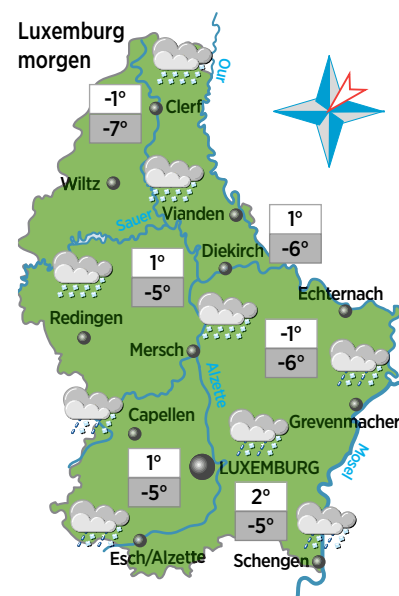 Luxemburg
morgen
Our
-1°
-7°
Clerf
Wiltz
Sauer
Vianden
1°
-6°
Diekirch
1°
-5°
Echternach
Redingen
-1°
-6°
Mersch
Alzette
Capellen
Grevenmacher
Mosel
1°
-5°
LUXEMBURG
2°
-5°
Esch/Alzette
Schengen